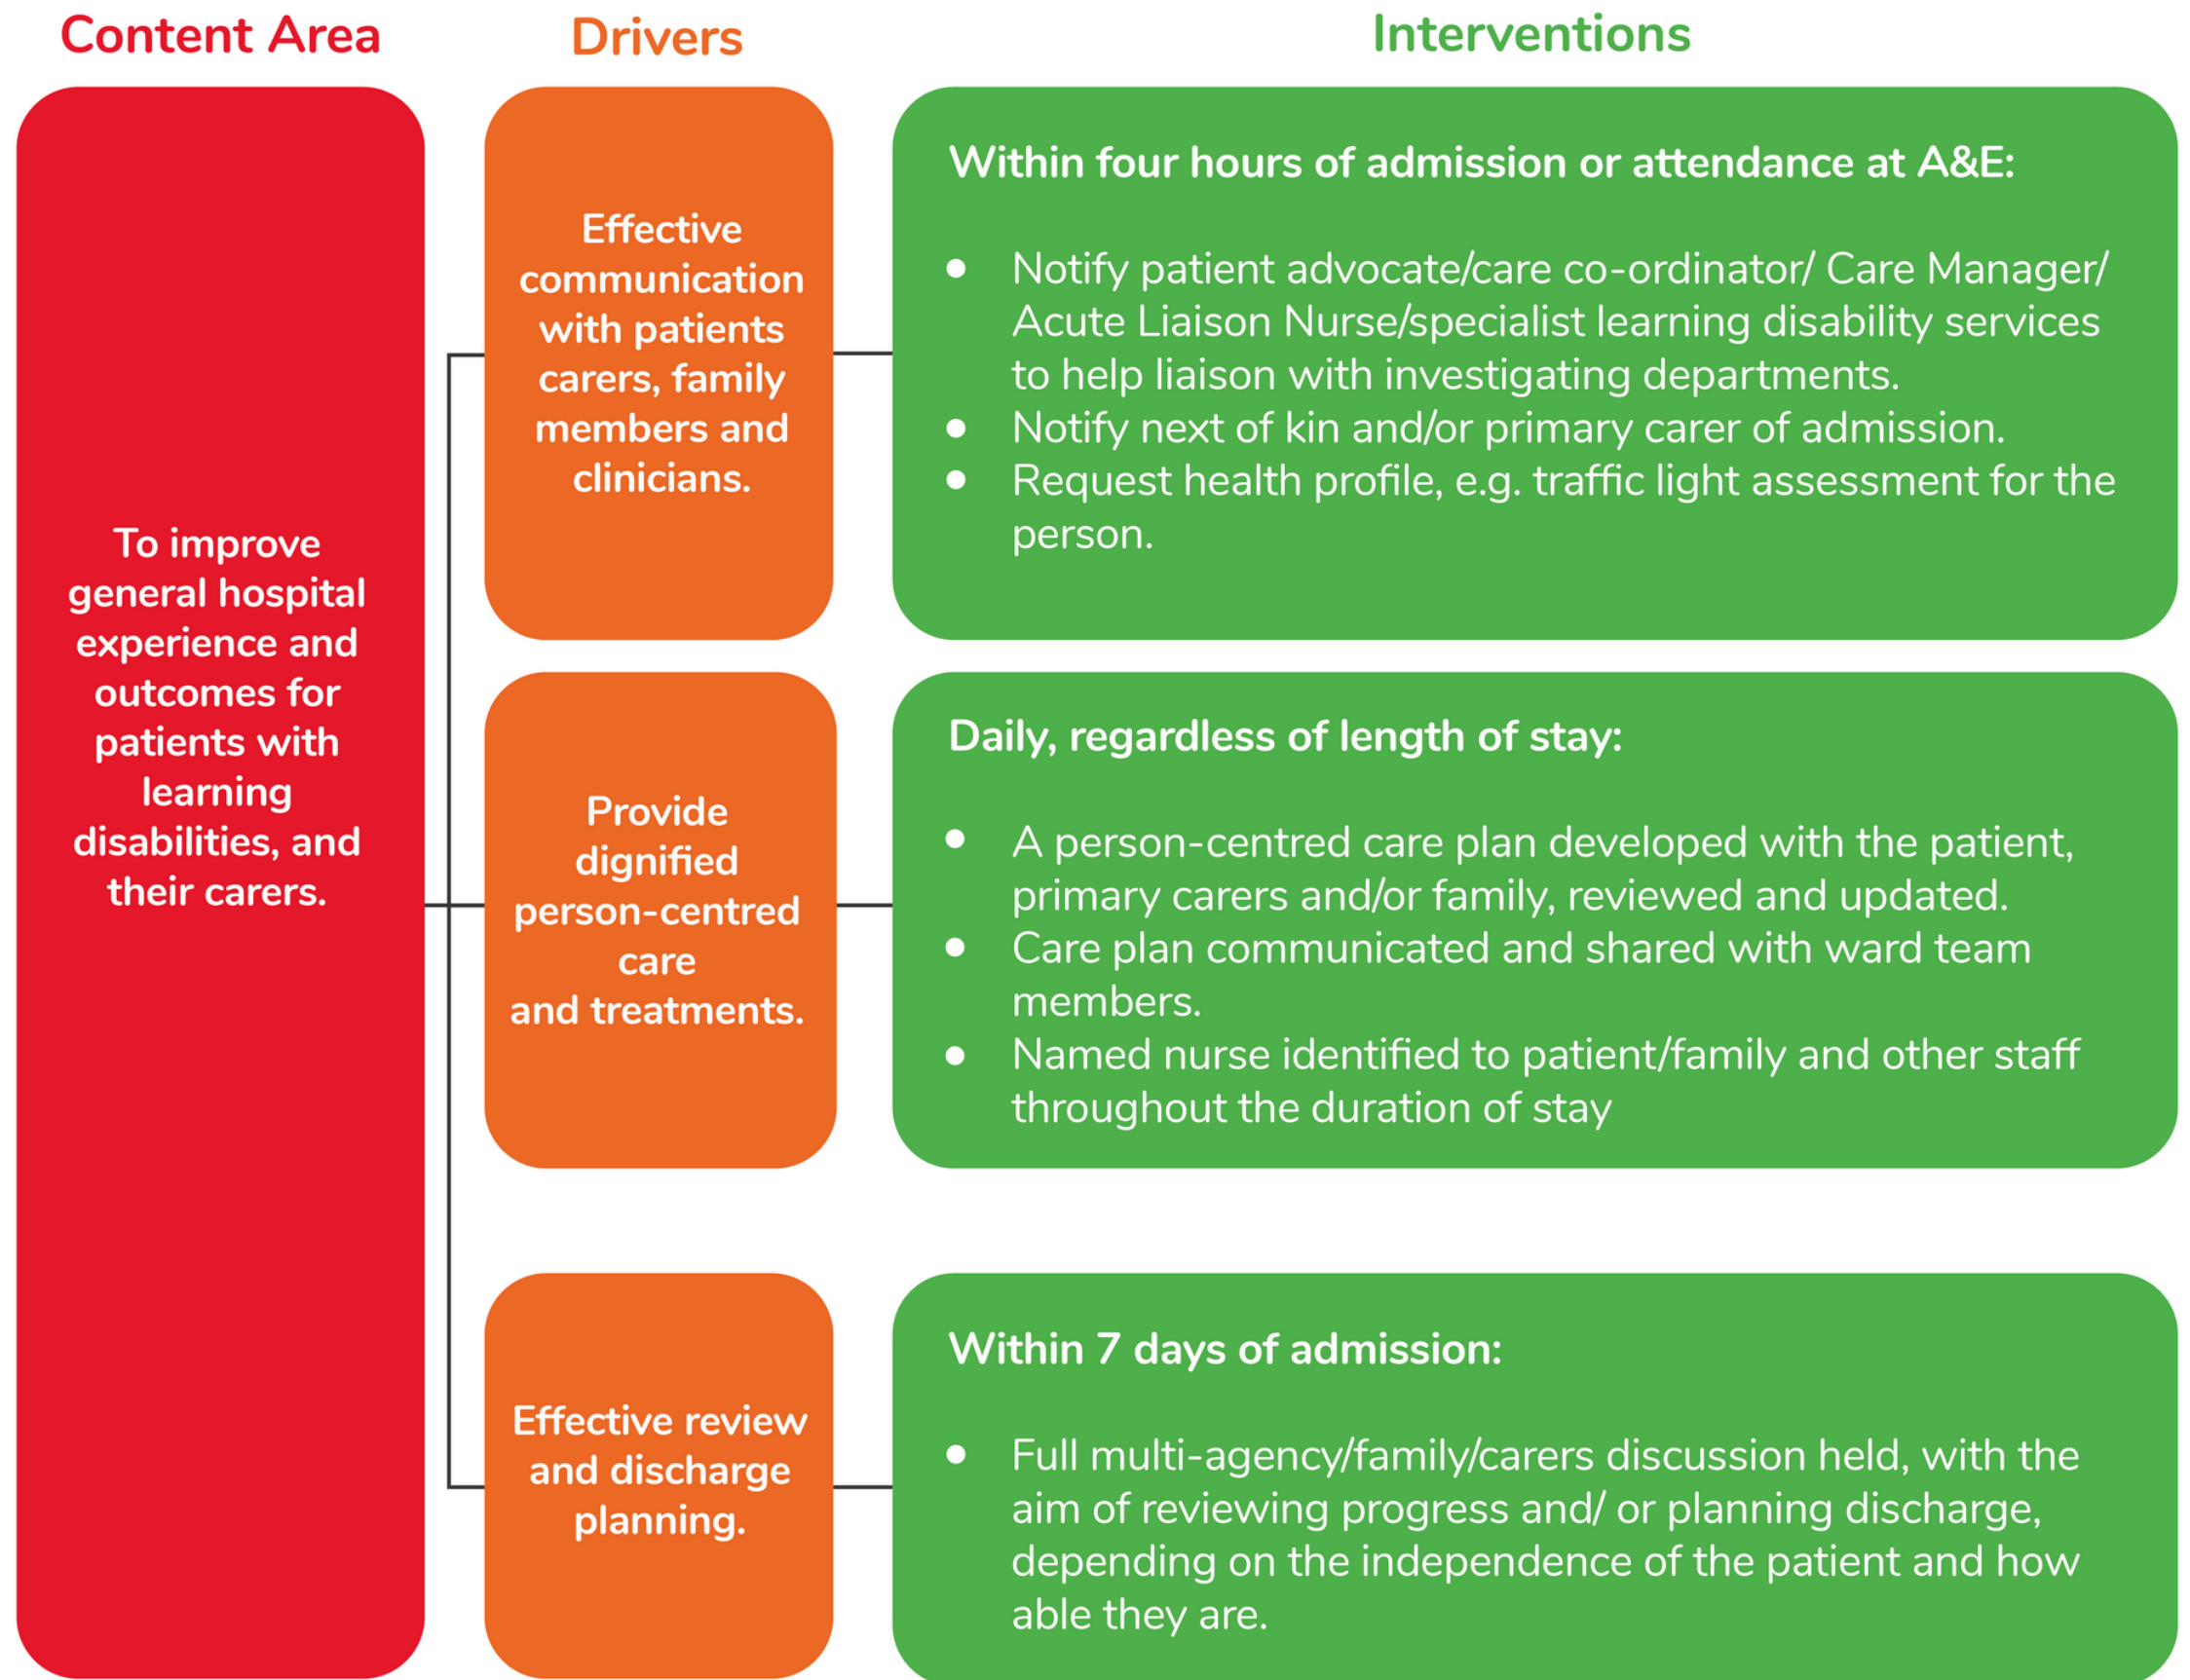 Content Area
Drivers
Interventions
To improve
general hospital
experience and
outcomes for
patients with
learning
disabilities, and
their carers.
Effective
communication
with patients
carers, family
members and
clinicians.
Within four hours of admission or attendance at A&E:
● Notify patient advocate/care co-ordinator/ Care Manager/
Acute Liaison Nurse/specialist learning disability services
to help liaison with investigating departments.
● Notify next of kin and/or primary carer of admission.
● Request health profile, e.g. traffic light assessment for the
person.
Provide
dignified
person-centred
care
and treatments.
Daily, regardless of length of stay:
● A person-centred care plan developed with the patient,
primary carers and/or family, reviewed and updated.
● Care plan communicated and shared with ward team
members.
● Named nurse identified to patient/family and other staff
throughout the duration of stay
Effective review
and discharge
planning.
Within 7 days of admission:
● Full multi-agency/family/carers discussion held, with the
aim of reviewing progress and/ or planning discharge,
depending on the independence of the patient and how
able they are.